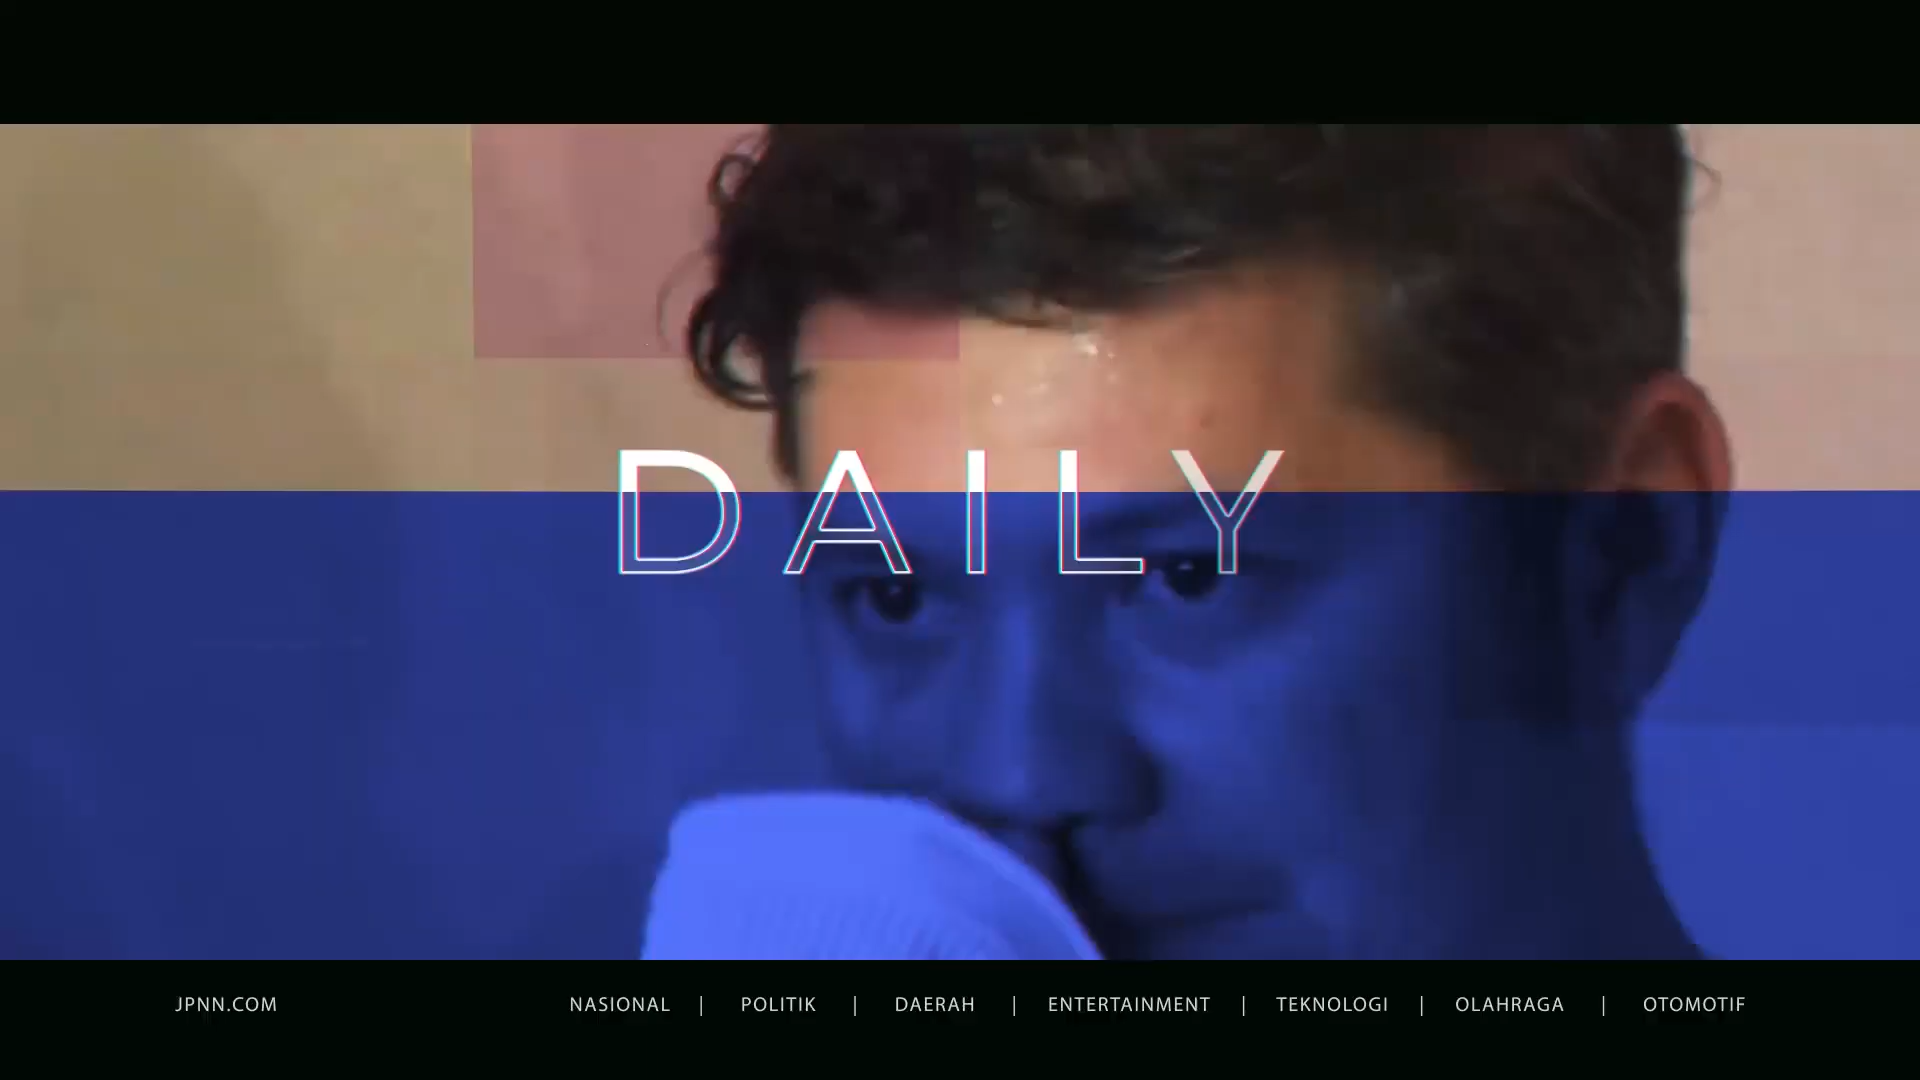 DAILY
JPNN.COM NASIONAL | POLITIK | DAERAH | ENTERTAINMENT | TEKNOLOGI | OLAHRAGA | OTOMOTIF